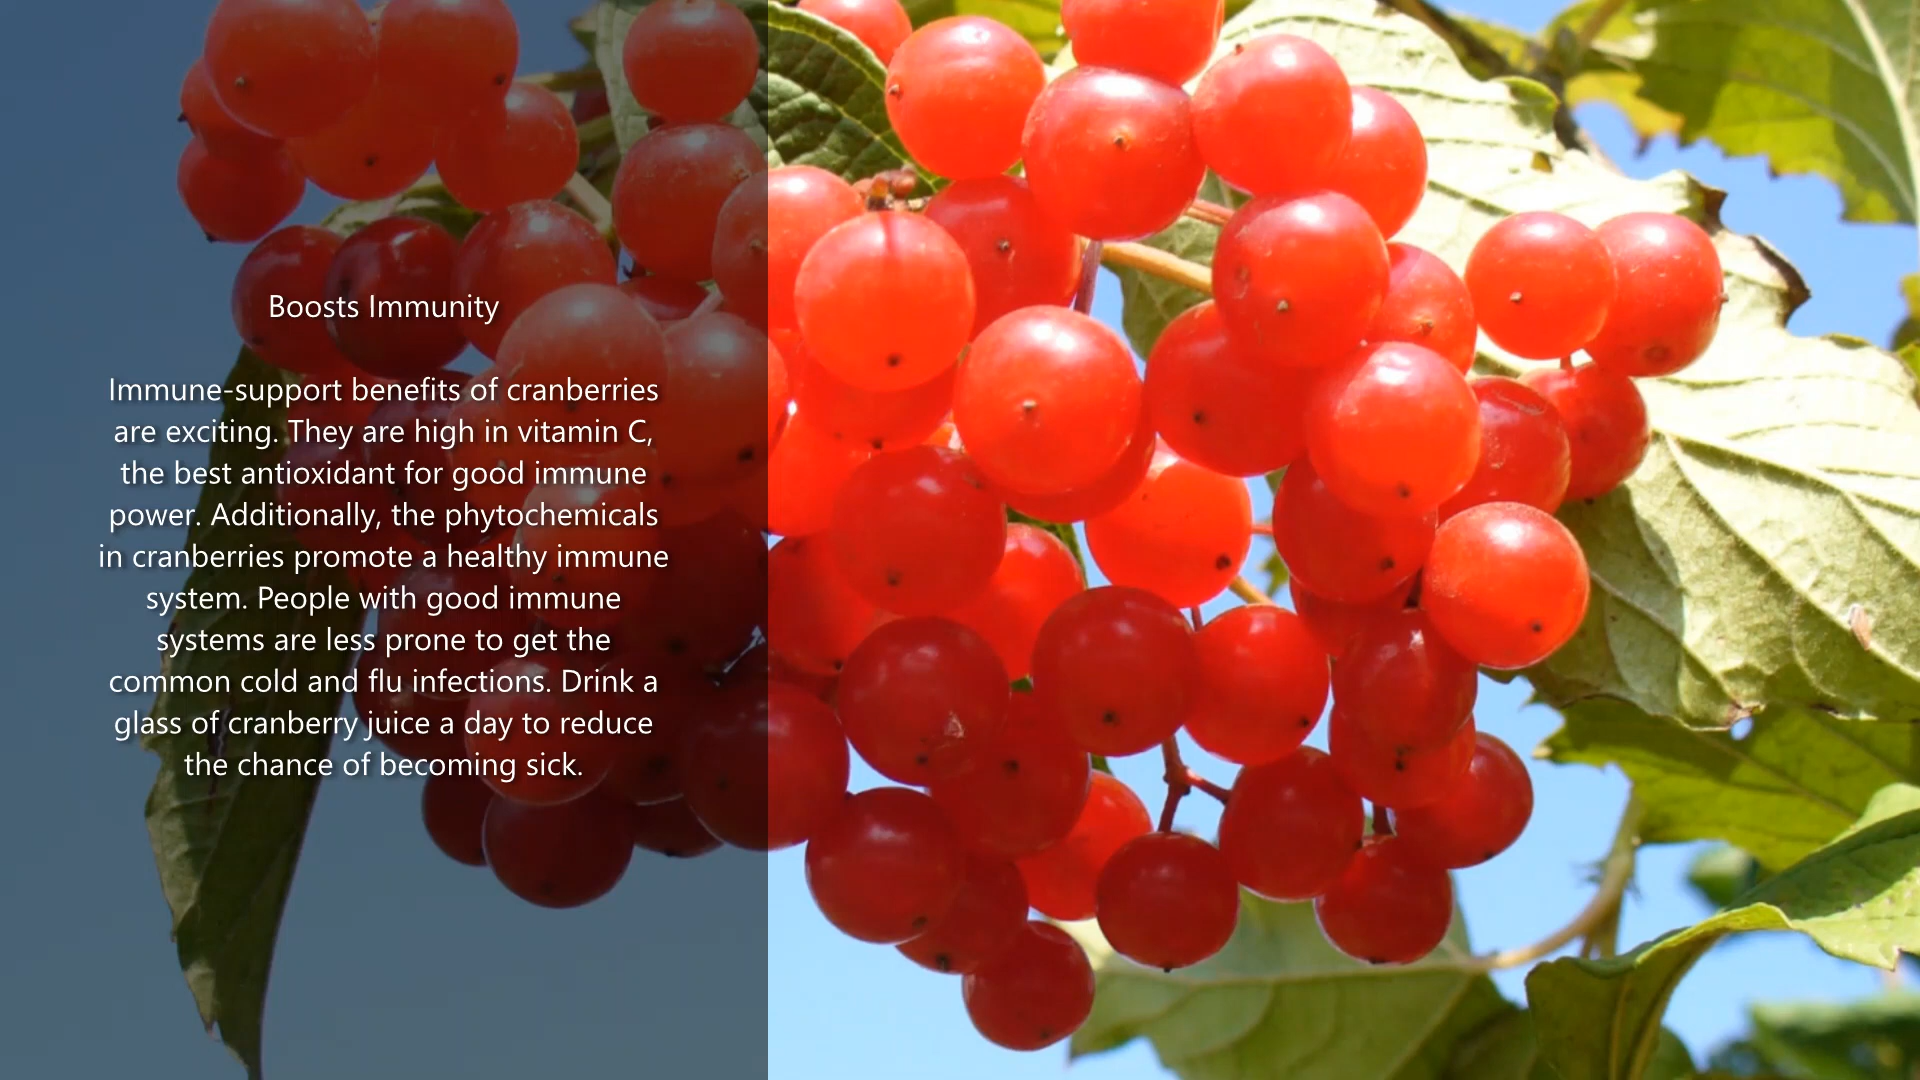 Boosts Immunity
Immune-support benefits of cranberries
are exciting. They are high in vitamin C,
the best antioxidant for good immune
power. Additionally, the phytochemicals
in cranberries promote a healthy immune
system. People with good immune
systems are less prone to get the
common cold and flu infections. Drink a
glass of cranberry juice a day to reduce
the chance of becoming sick.